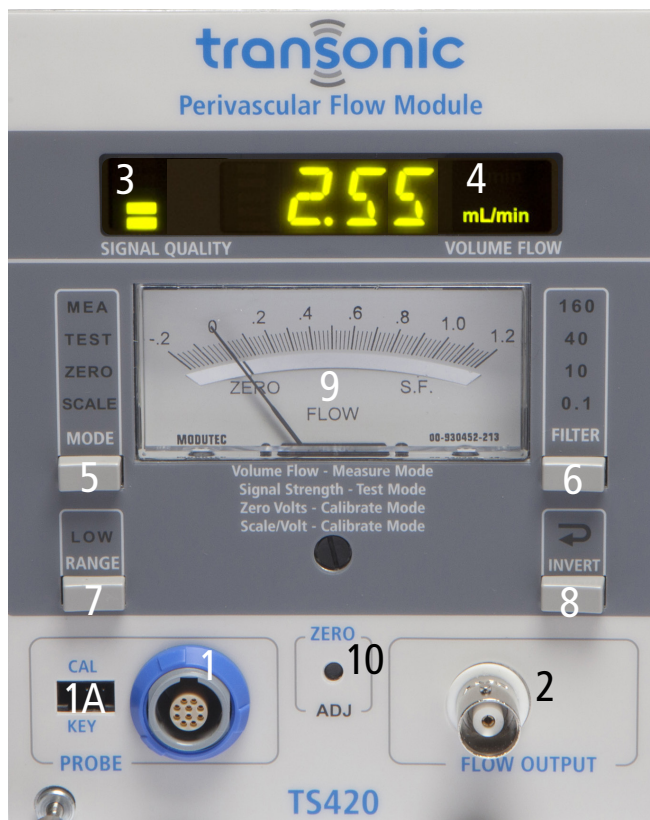 transonic
Perivascular Flow Module
3
2.55
4
mL/min
SIGNAL QUALITY
VOLUME FLOW
MEA
TEST
ZERO
SCALE
MODE
5
-.2 0 .2 .4 .6 .8 1.0 1.2
ZERO 9 S.F.
FLOW
MODUTEC
00-930452-213
160
40
10
0.1
FILTER
6
Volume Flow - Measure Mode
Signal Strength - Test Mode
Zero Volts - Calibrate Mode
Scale/Volt - Calibrate Mode
LOW
RANGE
7
INVERT
8
CAL
1A
KEY
1
PROBE
ZERO
10
ADJ
2
FLOW OUTPUT
TS420